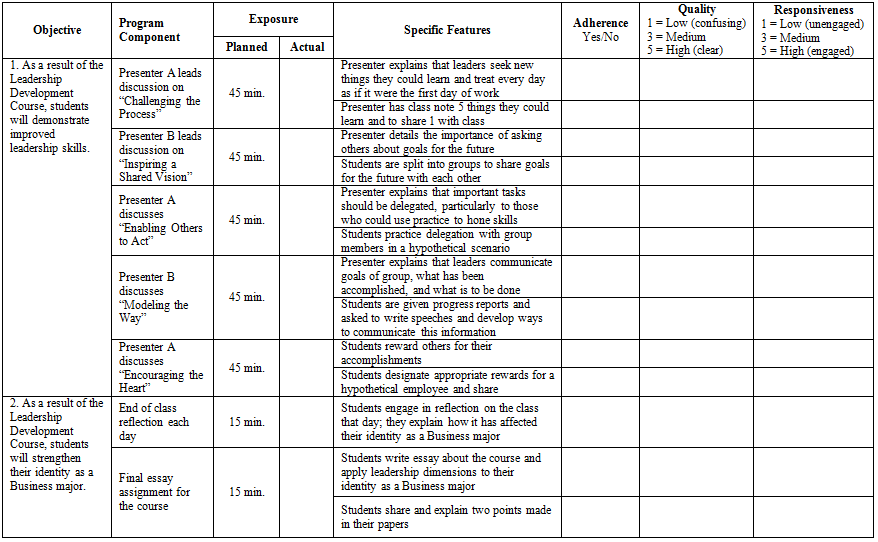 Objective
Program
Component
Exposure
Planned
Actual
Specific Features
Adherence
Yes/No
Quality
1 = Low (confusing)
3 = Medium
5 = High (clear)
Responsiveness
1 = Low (unengaged)
3 = Medium
5 = High (engaged)
1. As a result of the
Leadership
Development
Course, students
will demonstrate
improved
leadership skills.
Presenter A leads
discussion on
“Challenging the
Process”
45 min.
Presenter explains that leaders seek new
things they could learn and treat every day
as if it were the first day of work
Presenter has class note 5 things they could
learn and to share 1 with class
Presenter B leads
discussion on
“Inspiring a
Shared Vision”
45 min.
Presenter details the importance of asking
others about goals for the future
Students are split into groups to share goals
for the future with each other
Presenter A
discusses
“Enabling Others
to Act”
45 min.
Presenter explains that important tasks
should be delegated, particularly to those
who could use practice to hone skills
Students practice delegation with group
members in a hypothetical scenario
Presenter B
discusses
“Modeling the
Way”
45 min.
Presenter explains that leaders communicate
goals of group, what has been
accomplished, and what is to be done
Students are given progress reports and
asked to write speeches and develop ways
to communicate this information
Presenter A
discusses
“Encouraging the
Heart”
45 min.
Students reward others for their
accomplishments
Students designate appropriate rewards for a
hypothetical employee and share
2. As a result of the
Leadership
Development
Course, students
will strengthen
their identity as a
Business major.
End of class
reflection each
day
15 min.
Students engage in reflection on the class
that day; they explain how it has affected
their identity as a Business major
Final essay
assignment for
the course
15 min.
Students write essay about the course and
apply leadership dimensions to their
identity as a Business major
Students share and explain two points made
in their papers